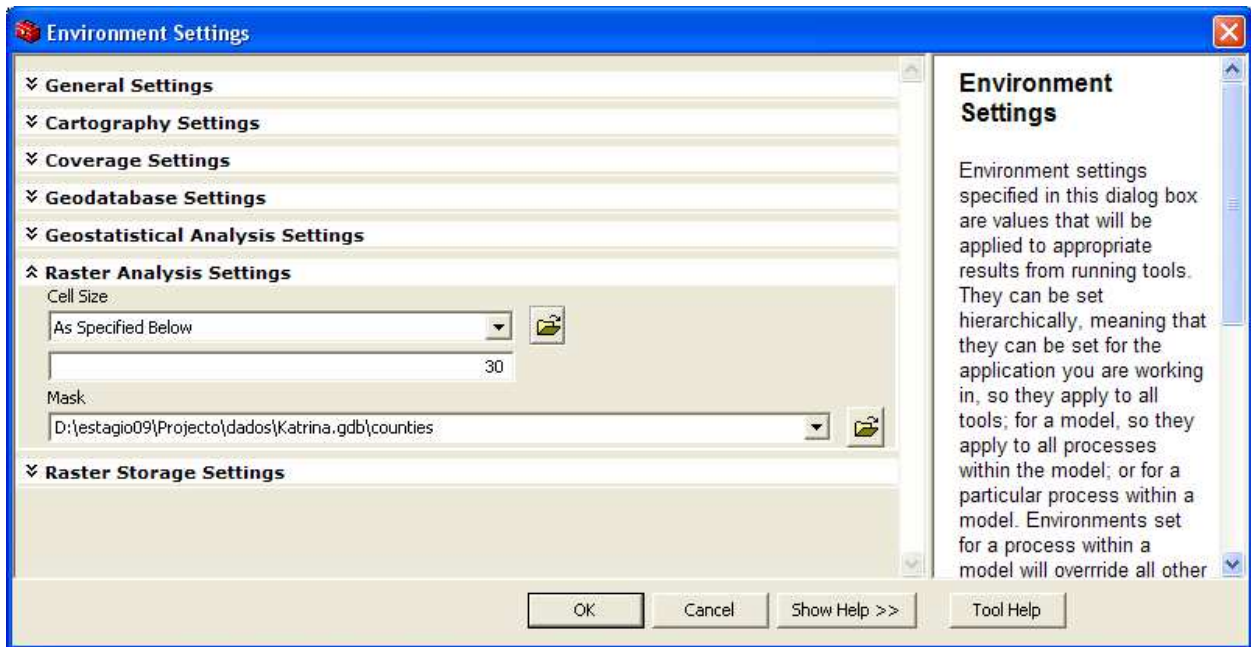 Environment Settings
General Settings
Cartography Settings
Coverage Settings
Geodatabase Settings
Geostatistical Analysis Settings
Raster Analysis Settings
Cell Size
As Specified Below
30
Mask
D:\estagio09\Projecto\dados\Katrina.gdb\counties
Raster Storage Settings
Environment
Settings
Environment settings
specified in this dialog box
are values that will be
applied to appropriate
results from running tools.
They can be set
hierarchically, meaning that
they can be set for the
application you are working
in, so they apply to all
tools; for a model, so they
apply to all processes
within the model; or for a
particular process within a
model. Environments set
for a process within a
model will overrride all other
OK
Cancel
Show Help >>
Tool Help